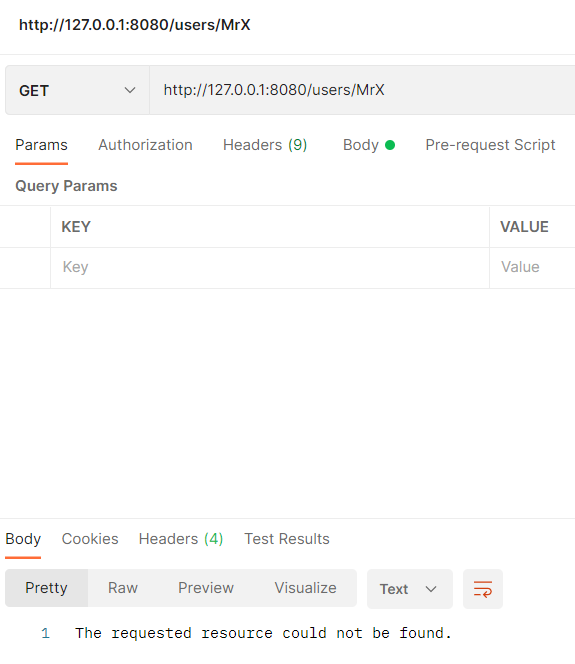 http://127.0.0.1:8080/users/MrX
GET http://127.0.0.1:8080/users/MrX
Params Authorization Headers (9) Body Pre-request Script
Query Params
KEY VALUE
Key Value
Body Cookies Headers (4) Test Results
Pretty Raw Preview Visualize Text
1 The requested resource could not be found.